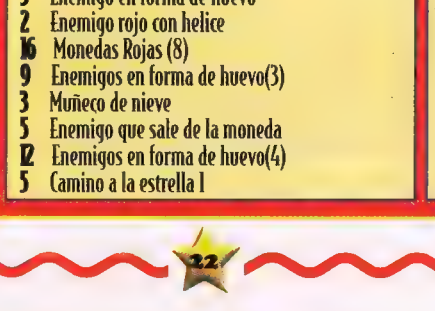 Enemigo en forma de huevo
2 Enemigo rojo con helice
16 Monedas Rojas (8)
9 Enemigos en forma de huevo(3)
3 Muñeco de nieve
5 Enemigo que sale de la moneda
12 Enemigos en forma de huevo(4)
5 Camino a la estrella 1
22